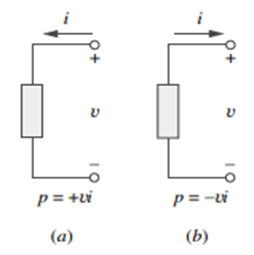 i i
+ +
v v
− −
p = +vi p = −vi
(a) (b)